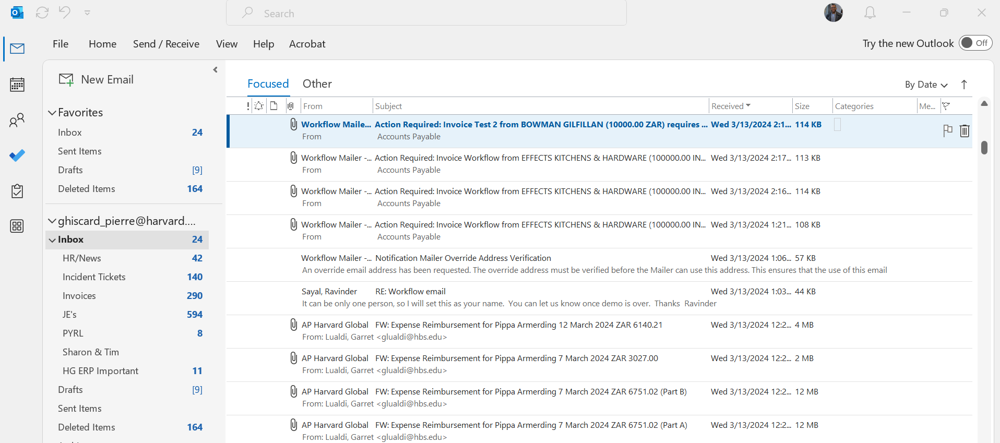 Search
File Home Send / Receive View Help Acrobat
Try the new Outlook Off
New Email
Favorites
Inbox 24
Sent Items
Drafts [9]
Deleted Items 164
ghiscard_pierre@harvard....
Inbox 24
HR/News 42
Incident Tickets 140
Invoices 290
JE's 594
PYRL 8
Sharon & Tim
HG ERP Important 11
Drafts [9]
Sent Items
Deleted Items 164
Focused Other
By Date
! From Subject Received Size Categories Me...
Workflow Maile... Action Required: Invoice Test 2 from BOWMAN GILFILLAN (10000.00 ZAR) requires ... Wed 3/13/2024 2:1... 114 KB
From Accounts Payable
Workflow Mailer -... Action Required: Invoice Workflow from EFFECTS KITCHENS & HARDWARE (100000.00 IN... Wed 3/13/2024 2:17... 113 KB
From Accounts Payable
Workflow Mailer -... Action Required: Invoice Workflow from EFFECTS KITCHENS & HARDWARE (100000.00 IN... Wed 3/13/2024 2:16... 114 KB
From Accounts Payable
Workflow Mailer -... Action Required: Invoice Workflow from EFFECTS KITCHENS & HARDWARE (100000.00 IN... Wed 3/13/2024 1:21... 108 KB
From Accounts Payable
Workflow Mailer -... Notification Mailer Override Address Verification Wed 3/13/2024 1:06... 57 KB
An override email address has been requested. The override address must be verified before the Mailer can use this address. This ensures that the use of this email
Sayal, Ravinder RE: Workflow email Wed 3/13/2024 1:03... 44 KB
It can be only one person, so I will set this as your name. You can let us know once demo is over. Thanks Ravinder
AP Harvard Global FW: Expense Reimbursement for Pippa Armerding 12 March 2024 ZAR 6140.21 Wed 3/13/2024 12:2... 4 MB
From: Lualdi, Garret <glualdi@hbs.edu>
AP Harvard Global FW: Expense Reimbursement for Pippa Armerding 7 March 2024 ZAR 3027.00 Wed 3/13/2024 12:2... 2 MB
From: Lualdi, Garret <glualdi@hbs.edu>
AP Harvard Global FW: Expense Reimbursement for Pippa Armerding 7 March 2024 ZAR 6751.02 (Part B) Wed 3/13/2024 12:2... 12 MB
From: Lualdi, Garret <glualdi@hbs.edu>
AP Harvard Global FW: Expense Reimbursement for Pippa Armerding 7 March 2024 ZAR 6751.02 (Part A) Wed 3/13/2024 12:2... 12 MB
From: Lualdi, Garret <glualdi@hbs.edu>